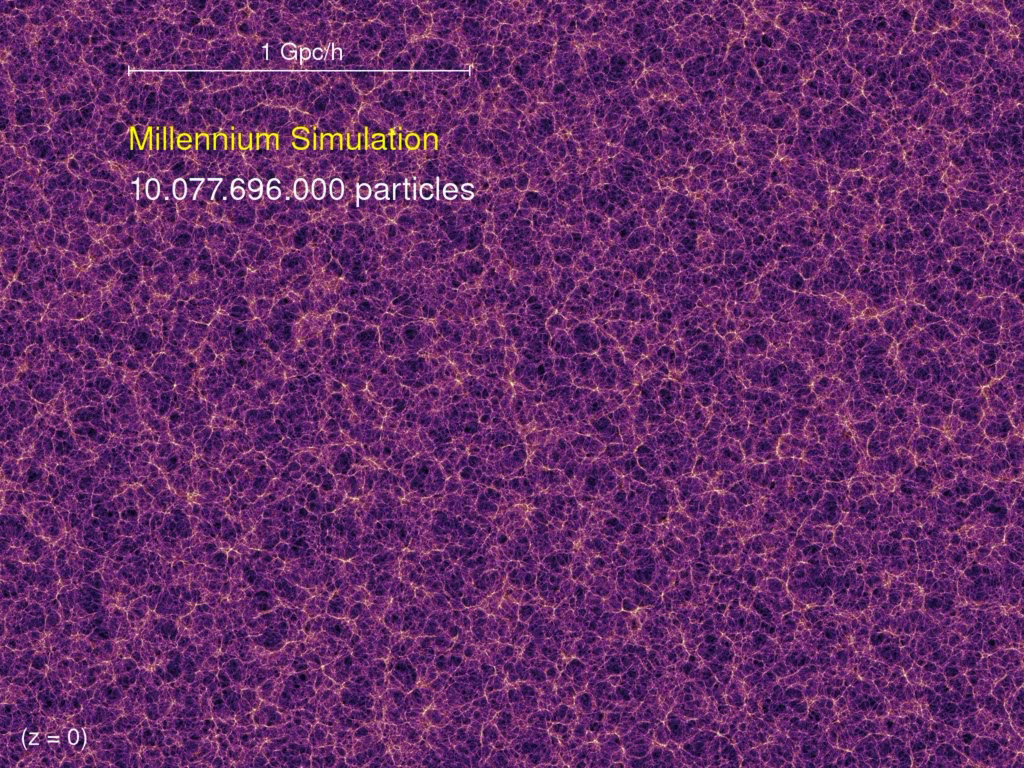 1 Gpc/h
Millennium Simulation
10.077.696.000 particles
(z = 0)